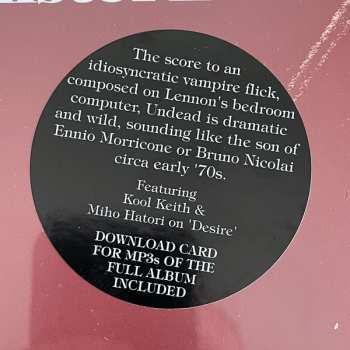 The score to an
idiosyncratic vampire flick,
composed on Lennon's bedroom
computer, Undead is dramatic
and wild, sounding like the son of
Ennio Morricone or Bruno Nicolai
circa early '70s.
Featuring
Kool Keith &
Miho Hatori on 'Desire'
DOWNLOAD CARD
FOR MP3s OF THE
FULL ALBUM
INCLUDED